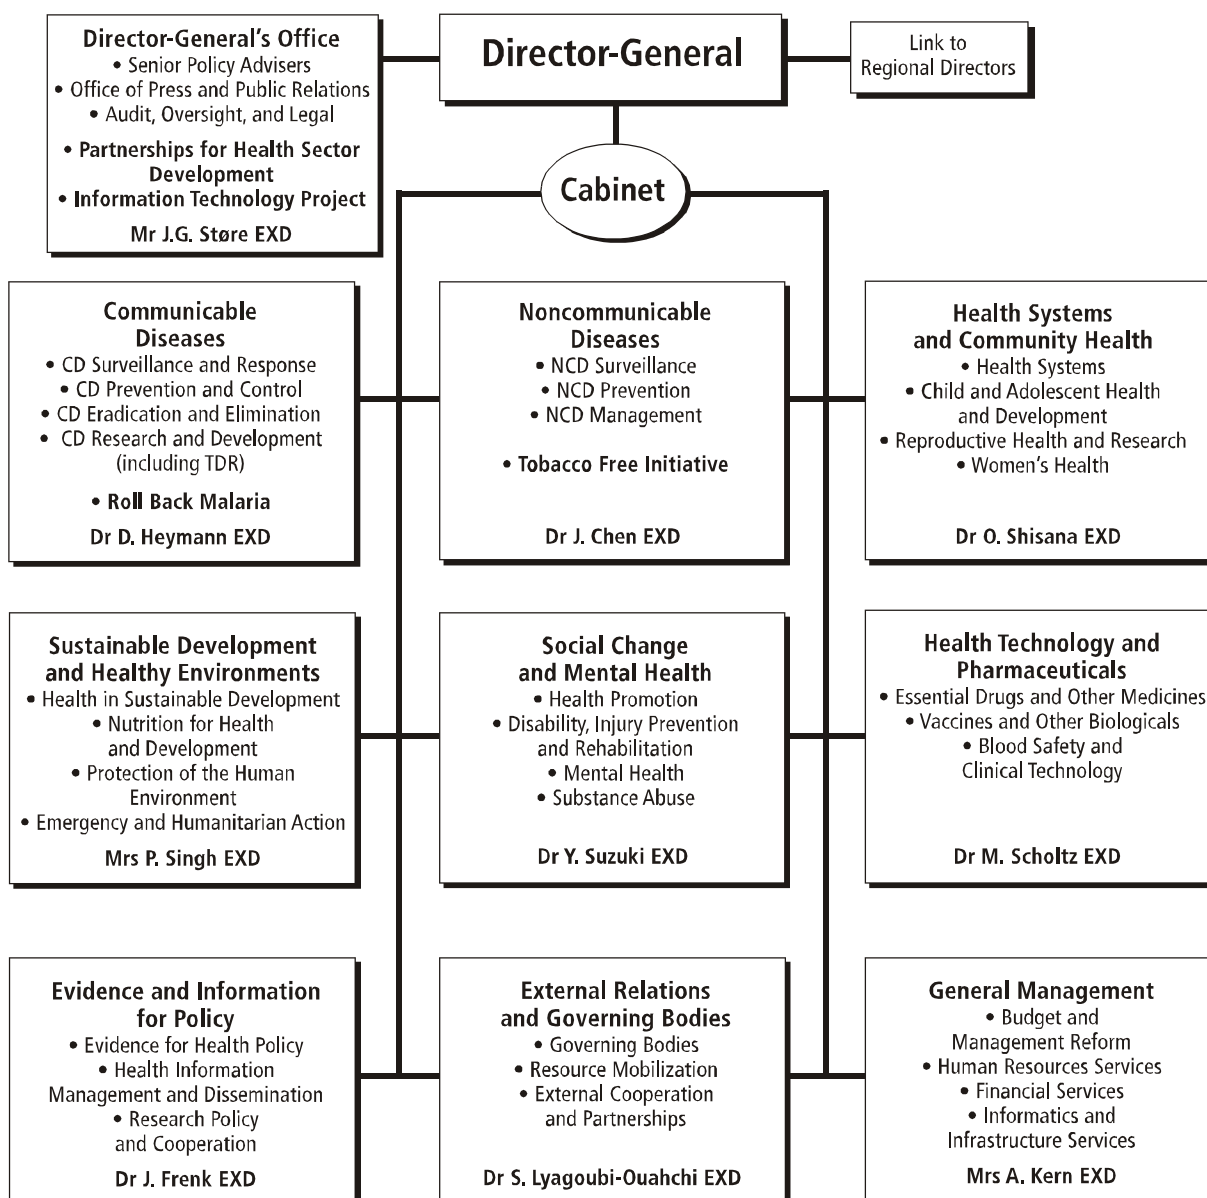 Director-General's Office
• Senior Policy Advisers
• Office of Press and Public Relations
• Audit, Oversight, and Legal
• Partnerships for Health Sector
Development
• Information Technology Project
Mr J.G. Støre EXD
Director-General
Link to
Regional Directors
Cabinet
Communicable
Diseases
• CD Surveillance and Response
• CD Prevention and Control
• CD Eradication and Elimination
• CD Research and Development
(including TDR)
• Roll Back Malaria
Dr D. Heymann EXD
Noncommunicable
Diseases
• NCD Surveillance
• NCD Prevention
• NCD Management
• Tobacco Free Initiative
Dr J. Chen EXD
Health Systems
and Community Health
• Health Systems
• Child and Adolescent Health
and Development
• Reproductive Health and Research
• Women's Health
Dr O. Shisana EXD
Sustainable Development
and Healthy Environments
• Health in Sustainable Development
• Nutrition for Health
and Development
• Protection of the Human
Environment
• Emergency and Humanitarian Action
Mrs P. Singh EXD
Social Change
and Mental Health
• Health Promotion
• Disability, Injury Prevention
and Rehabilitation
• Mental Health
• Substance Abuse
Dr Y. Suzuki EXD
Health Technology and
Pharmaceuticals
• Essential Drugs and Other Medicines
• Vaccines and Other Biologicals
• Blood Safety and
Clinical Technology
Dr M. Scholtz EXD
Evidence and Information
for Policy
• Evidence for Health Policy
• Health Information
Management and Dissemination
• Research Policy
and Cooperation
Dr J. Frenk EXD
External Relations
and Governing Bodies
• Governing Bodies
• Resource Mobilization
• External Cooperation
and Partnerships
Dr S. Lyagoubi-Ouahchi EXD
General Management
• Budget and
Management Reform
• Human Resources Services
• Financial Services
• Informatics and
Infrastructure Services
Mrs A. Kern EXD